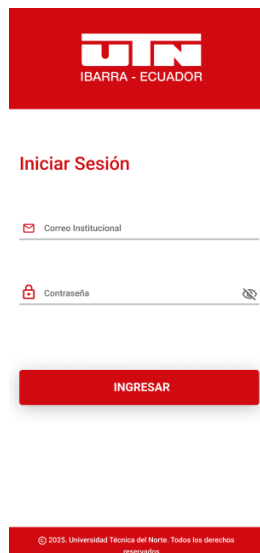 UTN
IBARRA - ECUADOR
Iniciar Sesión
Correo Institucional
Contraseña
INGRESAR
© 2025. Universidad Técnica del Norte. Todos los derechos
reservados